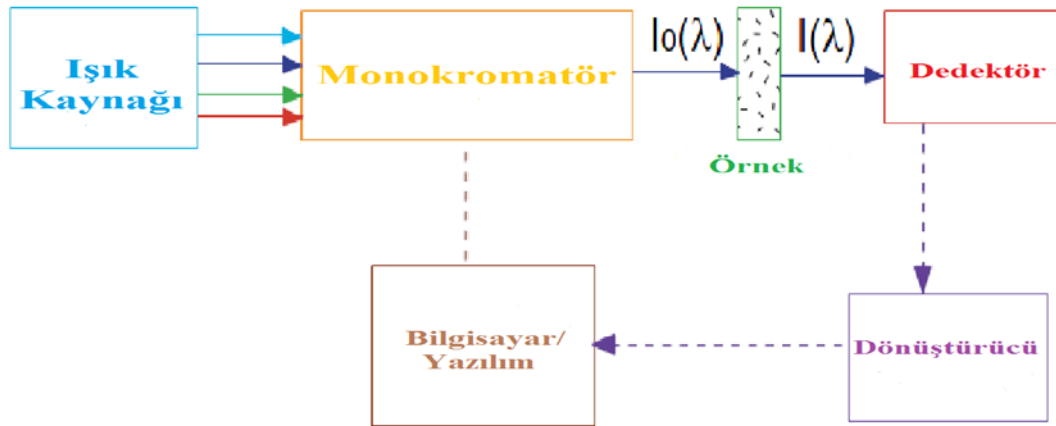 Işık
Kaynağı
Monokromatör
Io(λ)
I(λ)
Dedektör
Örnek
Bilgisayar/
Yazılım
Dönüştürücü